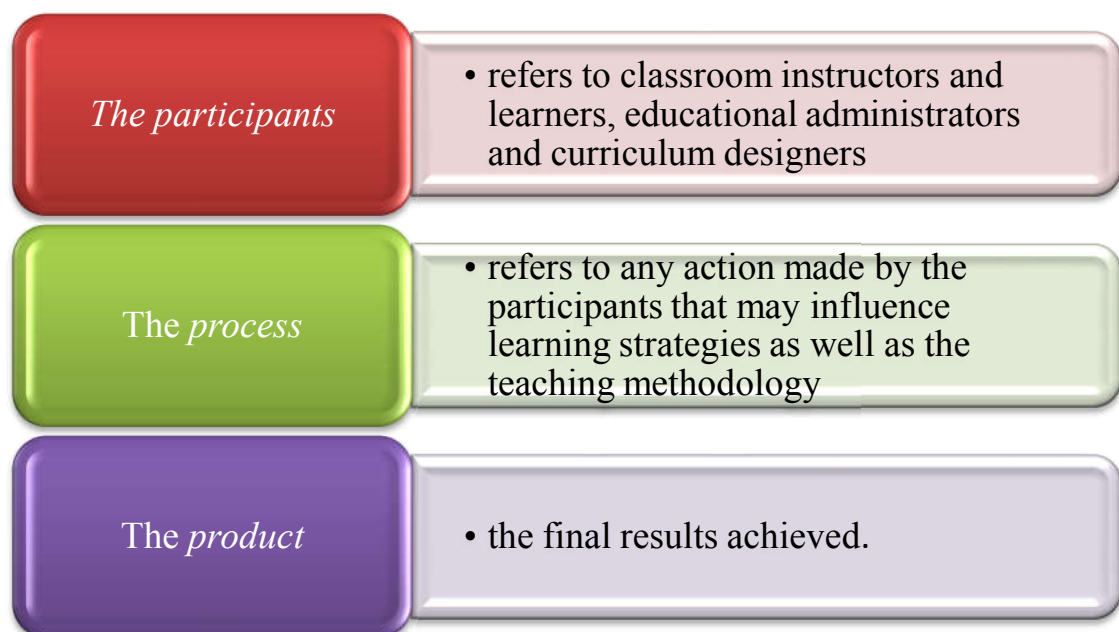 The participants
• refers to classroom instructors and
learners, educational administrators
and curriculum designers
The process
• refers to any action made by the
participants that may influence
learning strategies as well as the
teaching methodology
The product
• the final results achieved.